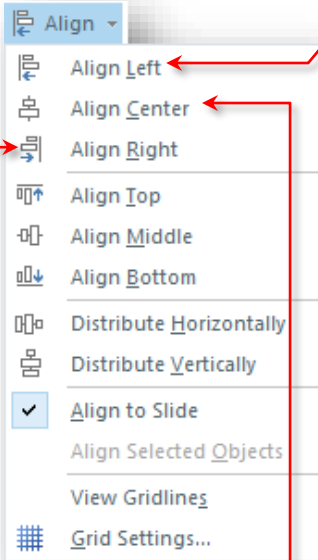 Align
Align Left
Align Center
Align Right
Align Top
Align Middle
Align Bottom
Distribute Horizontally
Distribute Vertically
Align to Slide
Align Selected Objects
View Gridlines
Grid Settings...